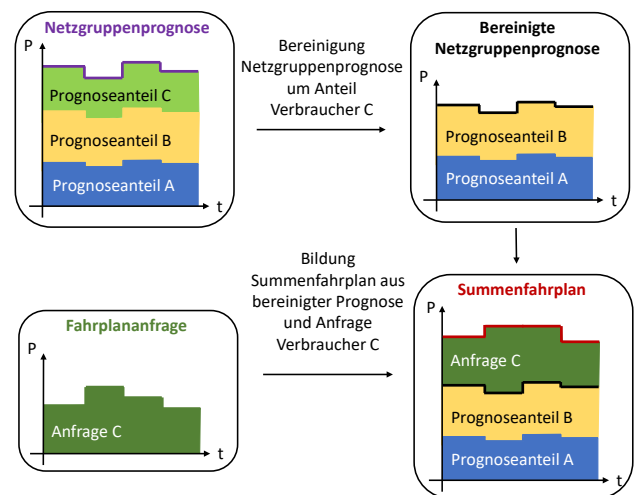 Netzgruppenprognose
P
Prognoseanteil C
Prognoseanteil B
Prognoseanteil A
t
Bereinigung
Netzgruppenprognose
um Anteil
Verbraucher C
Bereinigte
Netzgruppenprognose
P
Prognoseanteil B
Prognoseanteil A
t
Fahrplananfrage
P
Anfrage C
t
Bildung
Summenfahrplan aus
bereinigter Prognose
und Anfrage
Verbraucher C
Summenfahrplan
P
Anfrage C
Prognoseanteil B
Prognoseanteil A
t